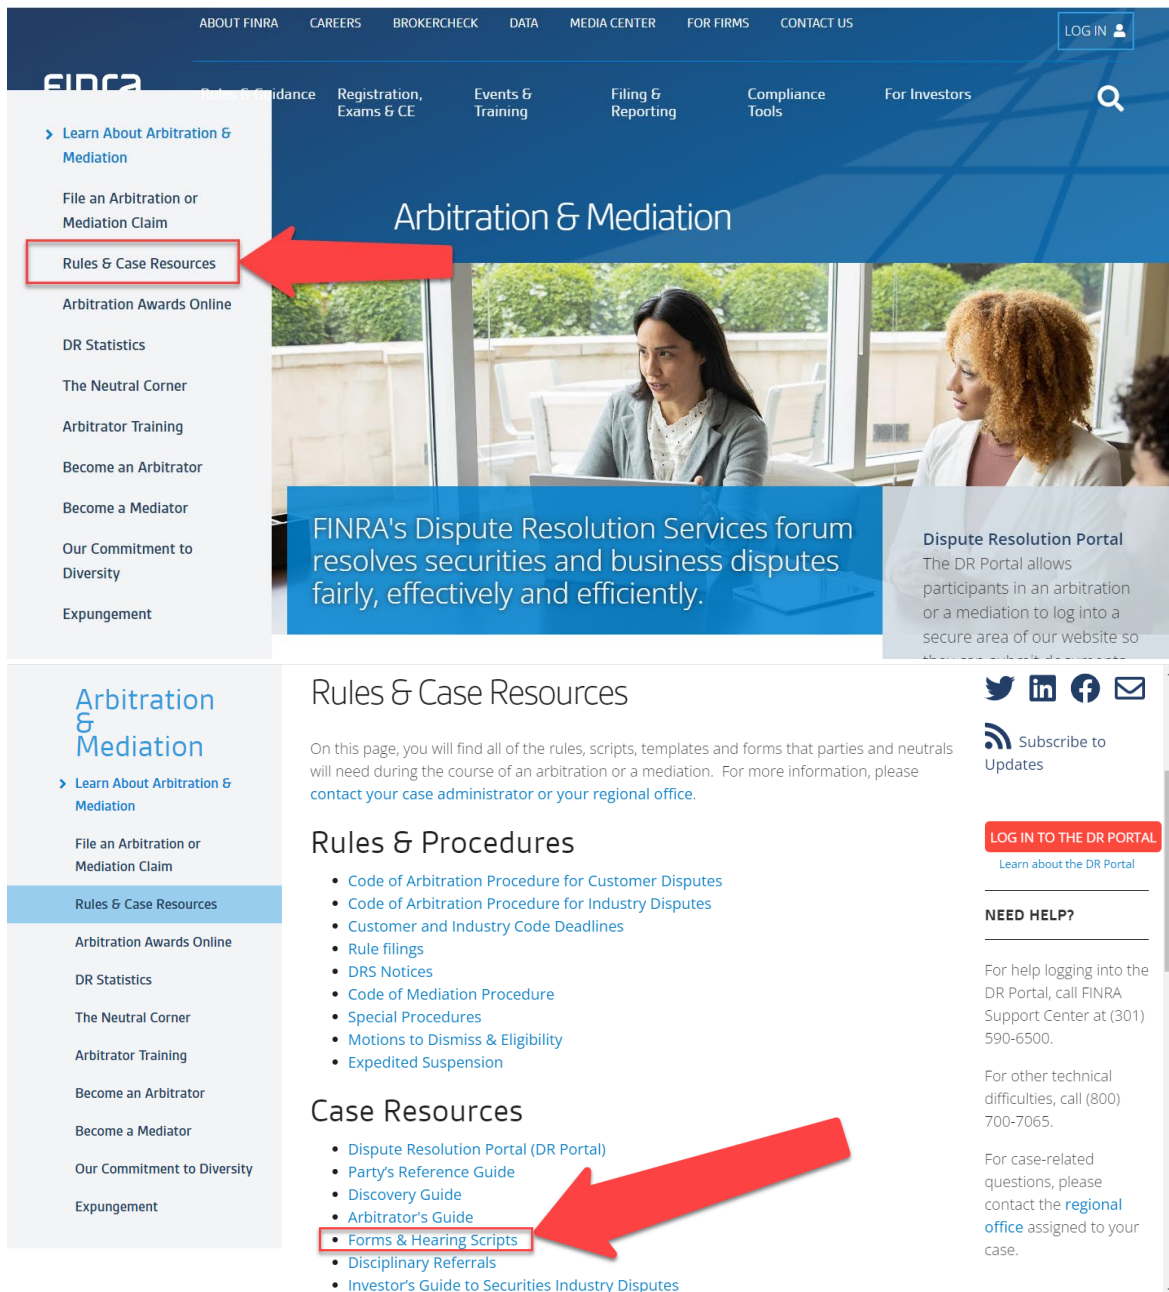 ABOUT FINRA CAREERS BROKERCHECK DATA MEDIA CENTER FOR FIRMS CONTACT US
LOG IN
FINRA
Rules & Guidance
Registration,
Exams & CE
Events &
Training
Filing &
Reporting
Compliance
Tools
For Investors
Learn About Arbitration &
Mediation
File an Arbitration or
Mediation Claim
Rules & Case Resources
Arbitration Awards Online
DR Statistics
The Neutral Corner
Arbitrator Training
Become an Arbitrator
Become a Mediator
Our Commitment to
Diversity
Expungement
Arbitration & Mediation
FINRA's Dispute Resolution Services forum
resolves securities and business disputes
fairly, effectively and efficiently.
Dispute Resolution Portal
The DR Portal allows
participants in an arbitration
or a mediation to log into a
secure area of our website so
they can submit documents
Arbitration
&
Mediation
Learn About Arbitration &
Mediation
File an Arbitration or
Mediation Claim
Rules & Case Resources
Arbitration Awards Online
DR Statistics
The Neutral Corner
Arbitrator Training
Become an Arbitrator
Become a Mediator
Our Commitment to Diversity
Expungement
Rules & Case Resources
On this page, you will find all of the rules, scripts, templates and forms that parties and neutrals
will need during the course of an arbitration or a mediation. For more information, please
contact your case administrator or your regional office.
Rules & Procedures
Code of Arbitration Procedure for Customer Disputes
Code of Arbitration Procedure for Industry Disputes
Customer and Industry Code Deadlines
Rule filings
DRS Notices
Code of Mediation Procedure
Special Procedures
Motions to Dismiss & Eligibility
Expedited Suspension
Case Resources
Dispute Resolution Portal (DR Portal)
Party's Reference Guide
Discovery Guide
Arbitrator's Guide
Forms & Hearing Scripts
Disciplinary Referrals
Investor's Guide to Securities Industry Disputes
Subscribe to
Updates
LOG IN TO THE DR PORTAL
Learn about the DR Portal
NEED HELP?
For help logging into the
DR Portal, call FINRA
Support Center at (301)
590-6500.
For other technical
difficulties, call (800)
700-7065.
For case-related
questions, please
contact the regional
office assigned to your
case.